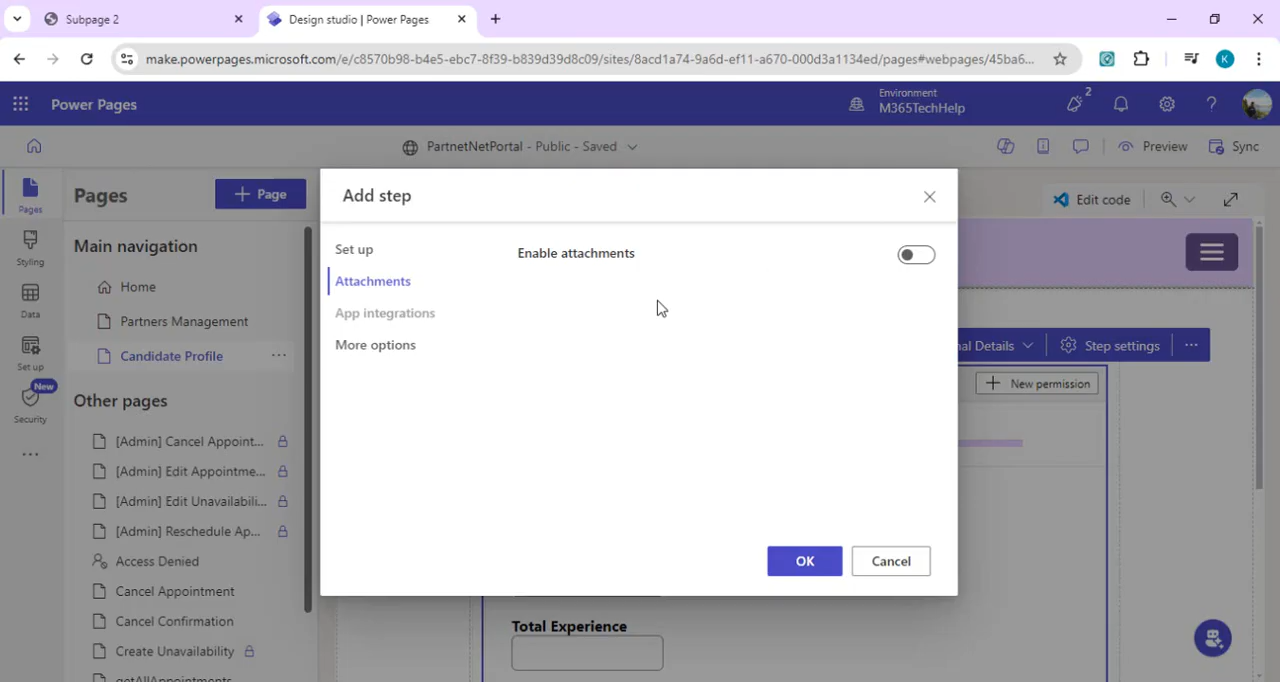 Subpage 2
Design studio | Power Pages
make.powerpages.microsoft.com/e/c8570b98-b4e5-ebc7-8f39-b839d39d8c09/sites/8acd1a74-9a6d-ef11-a670-000d3a1134ed/pages#webpages/45ba6...
K
Power Pages
Environment
M365TechHelp
2
PartnetNetPortal - Public - Saved
Preview
Sync
Pages
Styling
Data
Set up
New
Security
Pages
+ Page
Main navigation
Home
Partners Management
Candidate Profile
Other pages
[Admin] Cancel Appoint...
[Admin] Edit Appointme...
[Admin] Edit Unavailabili...
[Admin] Reschedule Ap...
Access Denied
Cancel Appointment
Cancel Confirmation
Create Unavailability
getAllAppointments
Add step
Set up
Attachments
App integrations
More options
Enable attachments
OK
Cancel
Edit code
nal Details
Step settings
New permission
Total Experience